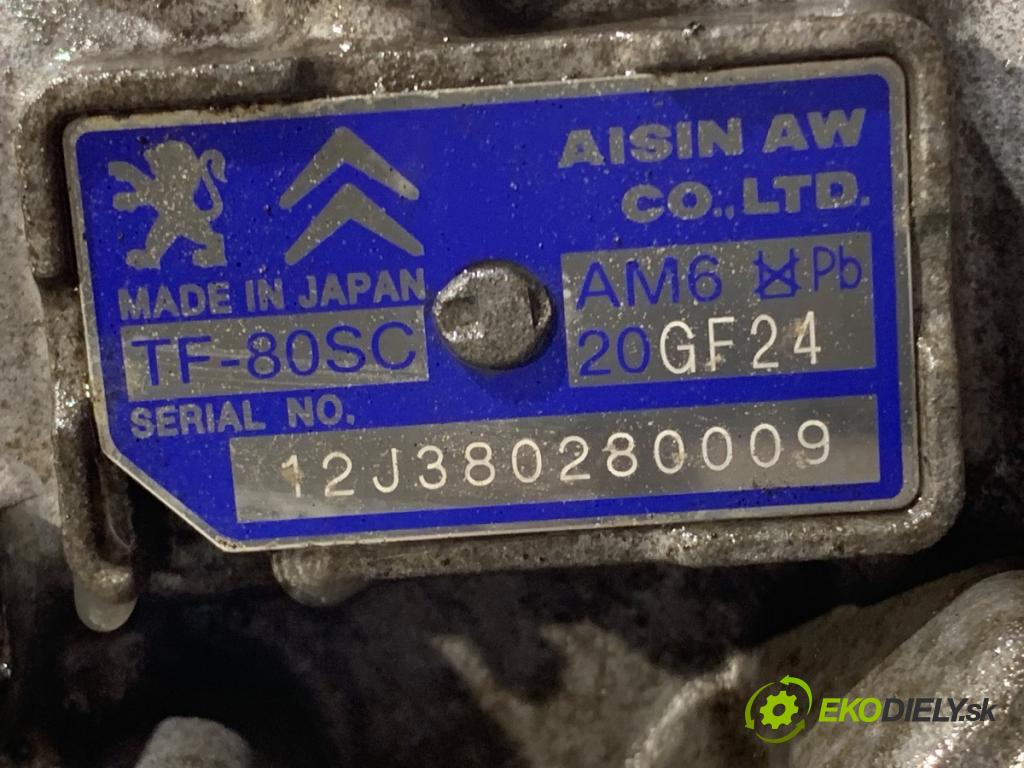 AISIN AW
CO.,LTD.
MADE IN JAPAN
TF-80SC
AM6 Pb
20GF24
SERIAL NO.
12J380280009
EKODIELY.sk